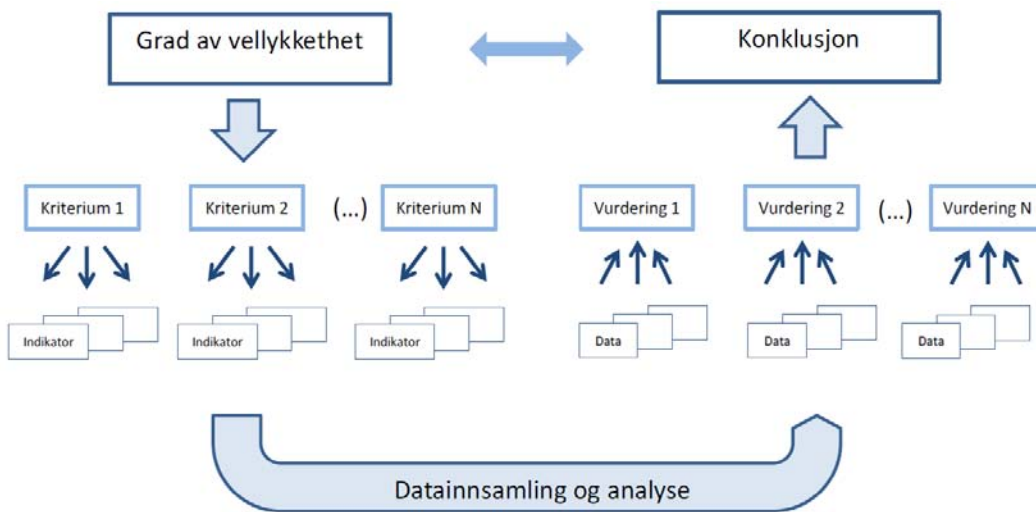 Grad av vellykkethet
Konklusjon
Kriterium 1
Kriterium 2
(...)
Kriterium N
Vurdering 1
Vurdering 2
(...)
Vurdering N
Indikator
Indikator
Indikator
Data
Data
Data
Datainnsamling og analyse